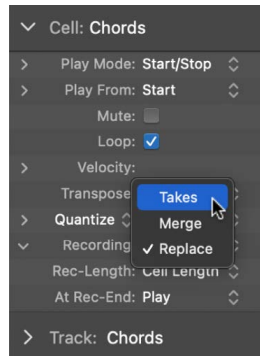 Cell: Chords
Play Mode: Start/Stop
Play From: Start
Mute:
Loop:
Velocity:
Transpose
Takes
Quantize
Merge
Recording
✓ Replace
Rec-Length: Cell Length
At Rec-End: Play
Track: Chords